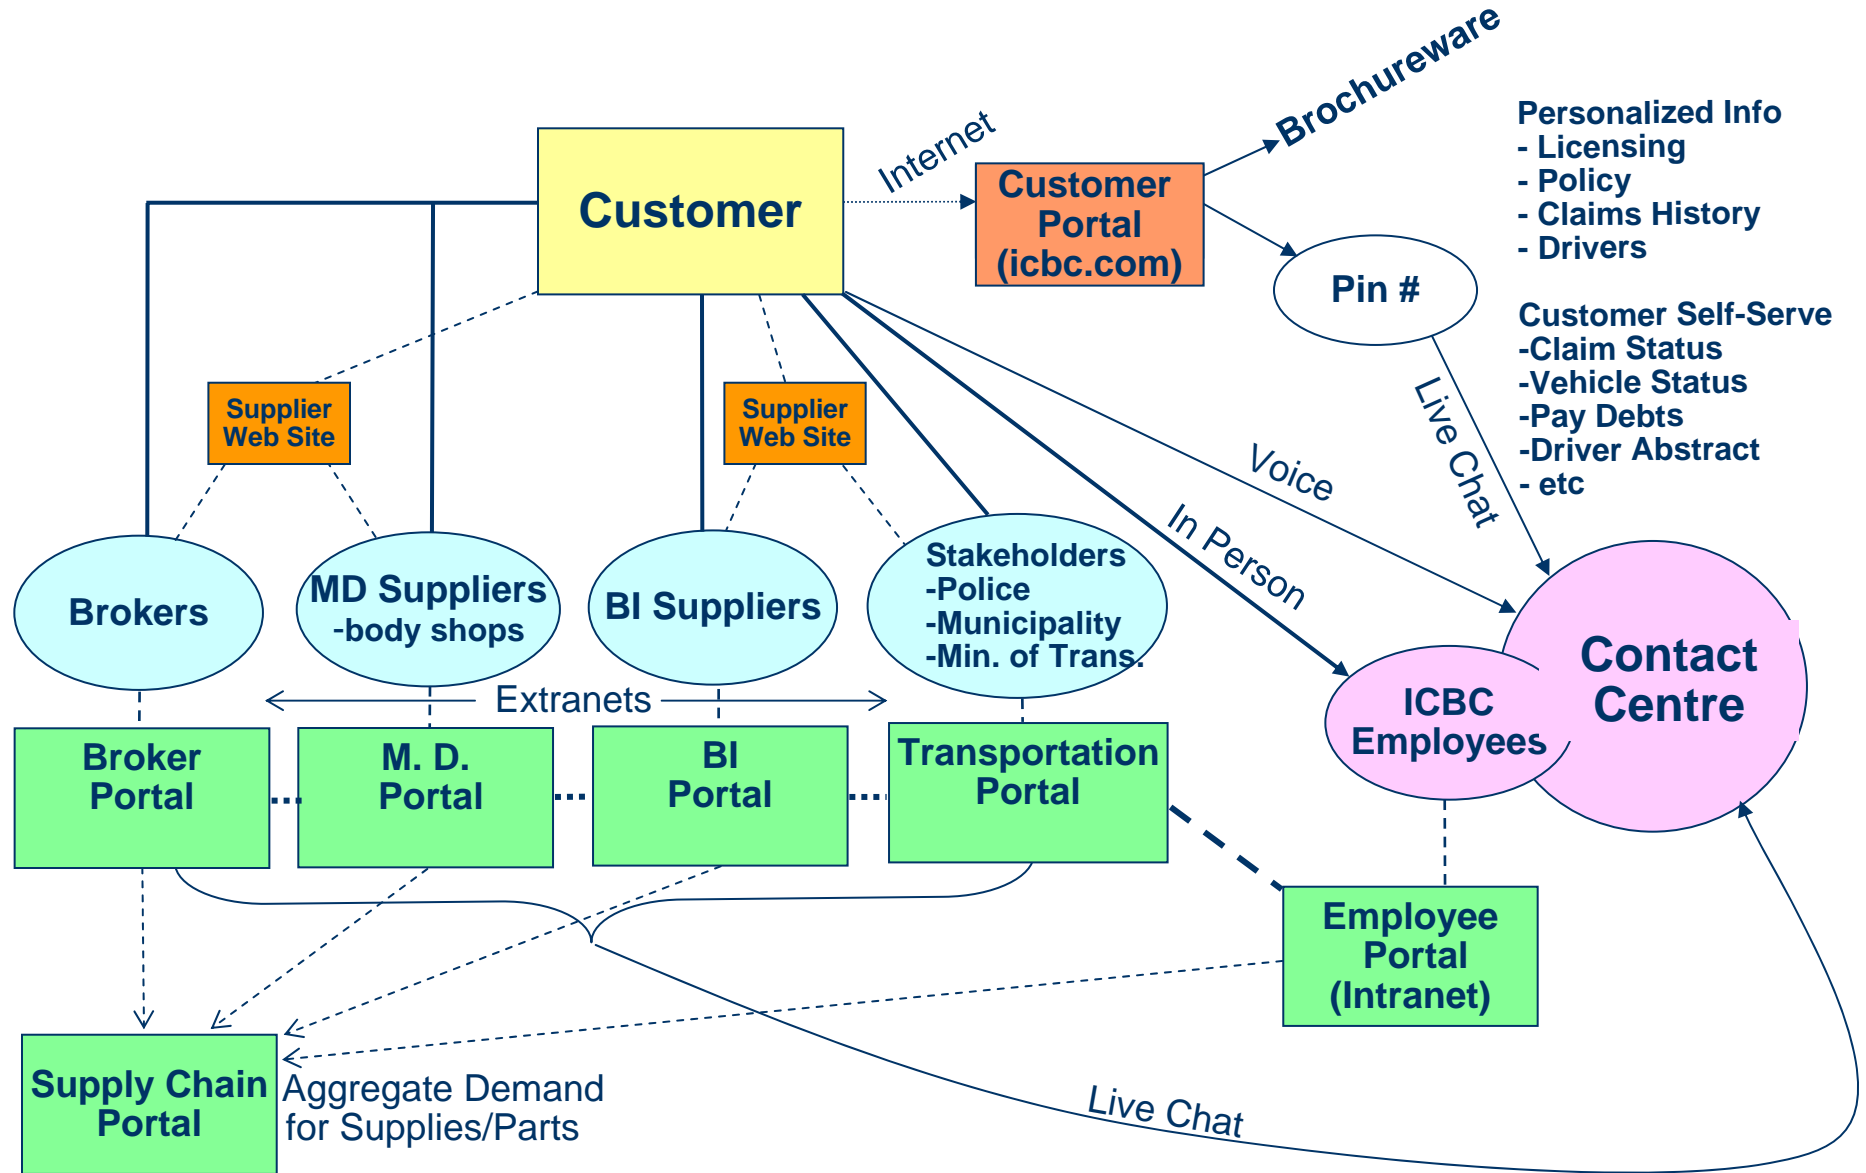 Brochureware
Internet
Customer
Customer
Portal
(icbc.com)
Personalized Info
- Licensing
- Policy
- Claims History
- Drivers
Pin #
Customer Self-Serve
-Claim Status
-Vehicle Status
-Pay Debts
-Driver Abstract
- etc
Supplier
Web Site
Supplier
Web Site
Live Chat
Voice
In Person
Brokers
MD Suppliers
-body shops
BI Suppliers
Stakeholders
-Police
-Municipality
-Min. of Trans.
Contact
Centre
ICBC
Employees
Extranets
Broker
Portal
M. D.
Portal
BI
Portal
Transportation
Portal
Employee
Portal
(Intranet)
Supply Chain
Portal
Aggregate Demand
for Supplies/Parts
Live Chat